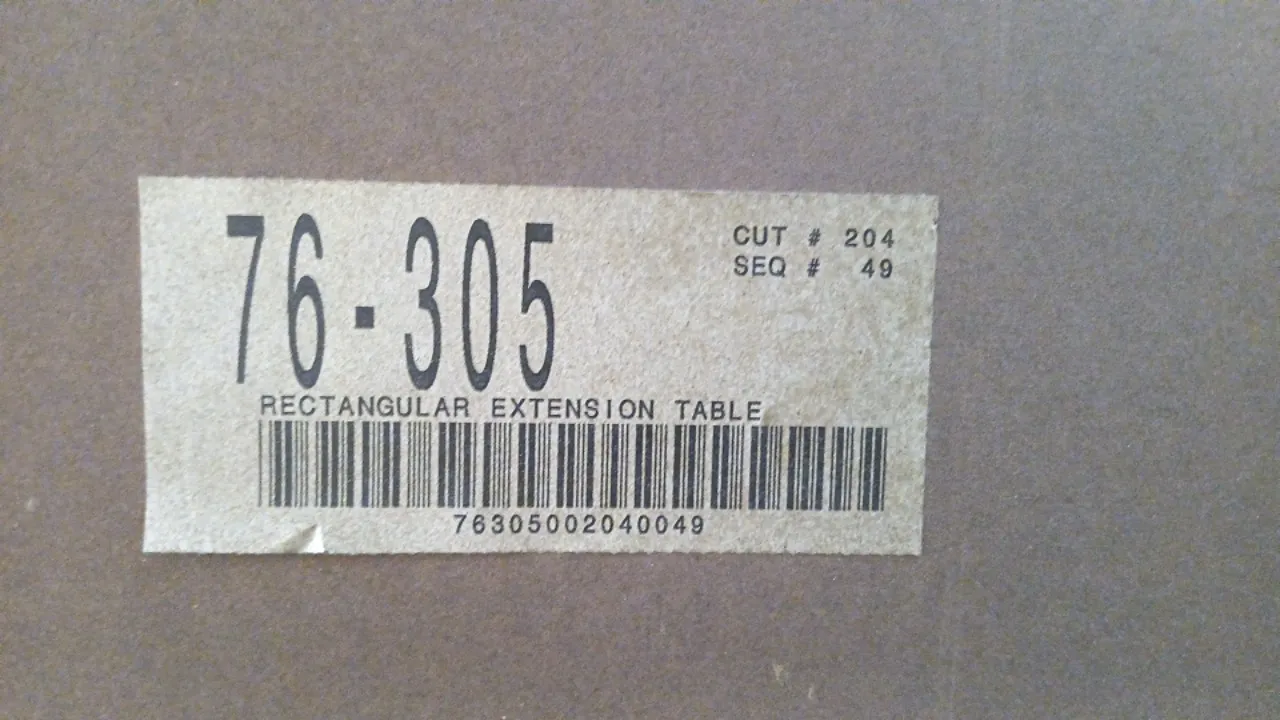 76-305
CUT # 204
SEQ # 49
RECTANGULAR EXTENSION TABLE
76305002040049